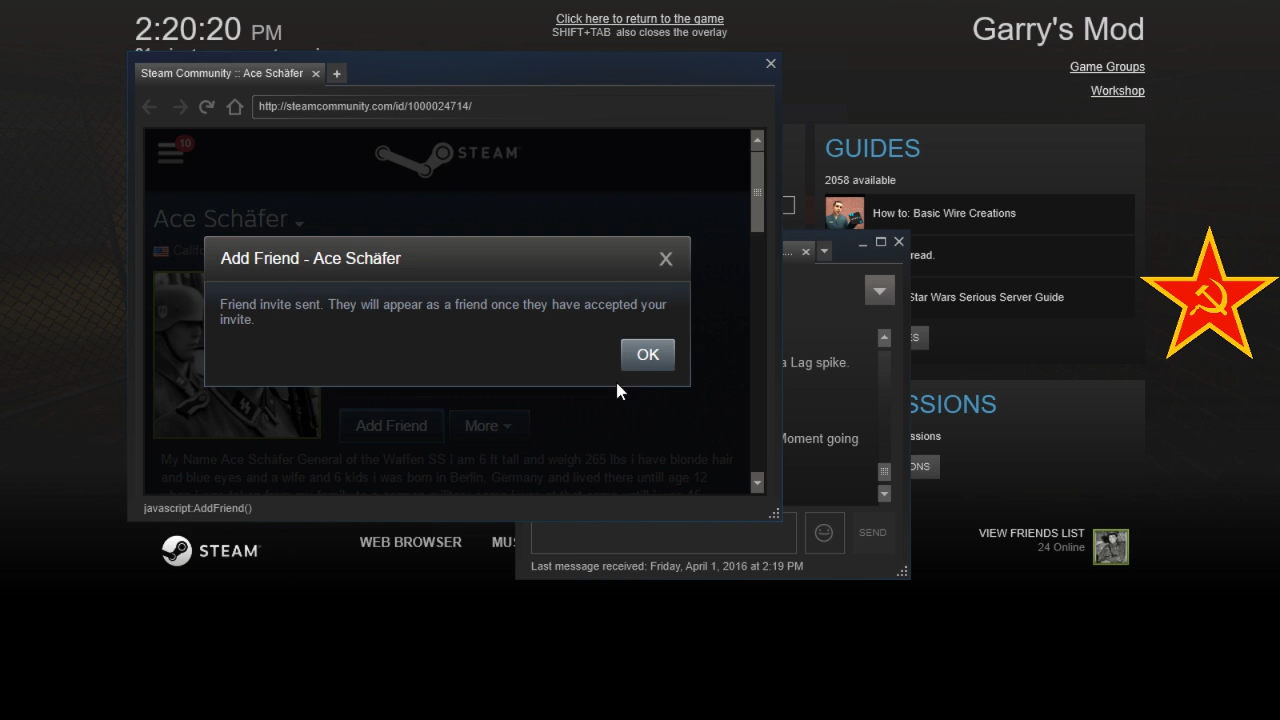 2:20:20 PM
Click here to return to the game
SHIFT+TAB also closes the overlay
Garry's Mod
Game Groups
Workshop
Steam Community :: Ace Schäfer
http://steamcommunity.com/id/1000024714/
10
STEAM
Ace Schäfer
Add Friend - Ace Schäfer
X
Friend invite sent. They will appear as a friend once they have accepted your
invite.
OK
Add Friend
More
My Name Ace Schäfer General of the Waffen SS i am 6 ft tall and weigh 265 lbs i have blonde hair
and blue eyes and a wife and 6 kids i was born in Berlin, Germany and lived there untill age 12
javascript:AddFriend()
GUIDES
2058 available
How to: Basic Wire Creations
read.
Star Wars Serious Server Guide
ES
a Lag spike.
Moment going
SSIONS
ssions
ONS
SEND
Last message received: Friday, April 1, 2016 at 2:19 PM
STEAM
WEB BROWSER
MUS
VIEW FRIENDS LIST
24 Online